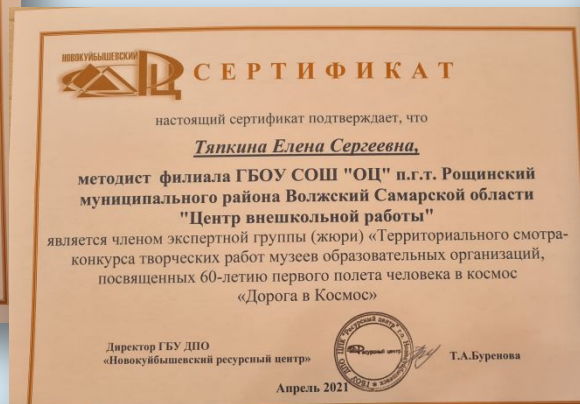 НОВОКУЙБЫШЕВСКИЙ
РЦ
СЕРТИФИКАТ
настоящий сертификат подтверждает, что
Тяпкина Елена Сергеевна,
методист филиала ГБОУ СОШ "ОЦ" п.г.т. Рощинский
муниципального района Волжский Самарской области
"Центр внешкольной работы"
является членом экспертной группы (жюри) «Территориального смотра-
конкурса творческих работ музеев образовательных организаций,
посвященных 60-летию первого полета человека в космос
«Дорога в Космос»
Директор ГБУ ДПО
«Новокуйбышевский ресурсный центр»
Т.А.Буренова
Апрель 2021